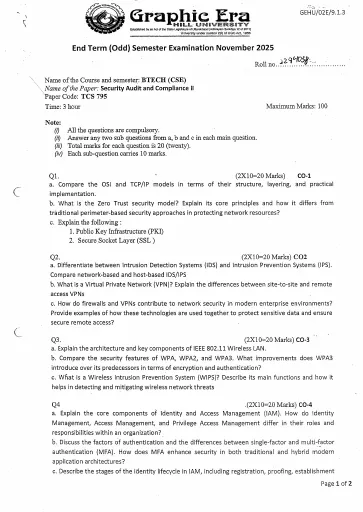 GEHU/02E/9.1.3
Graphic Era
HILL UNIVERSITY
End Term (Odd) Semester Examination November 2025
Roll no.
Name of the Course and semester: BTECH (CSE)
Name of the Paper: Security Audit and Compliance II
Paper Code: TCS 795
Time: 3 hour Maximum Marks: 100
Note:
(i) All the questions are compulsory.
(ii) Answer any two sub questions from a, b and c in each main question.
(iii) Total marks for each question is 20 (twenty).
(iv) Each sub-question carries 10 marks.
Q1. (2X10=20 Marks) CO-1
a. Compare the OSI and TCP/IP models in terms of their structure, layering, and practical
implementation.
b. What is the Zero Trust security model? Explain its core principles and how it differs from
traditional perimeter-based security approaches in protecting network resources?
c. Explain the following :
1. Public Key Infrastructure (PKI)
2. Secure Socket Layer (SSL )
Q2. (2X10=20 Marks) CO2
a. Differentiate between Intrusion Detection Systems (IDS) and Intrusion Prevention Systems (IPS).
Compare network-based and host-based IDS/IPS
b. What is a Virtual Private Network (VPN)? Explain the differences between site-to-site and remote
access VPNs
c. How do firewalls and VPNs contribute to network security in modern enterprise environments?
Provide examples of how these technologies are used together to protect sensitive data and ensure
secure remote access?
Q3. (2X10=20 Marks) CO-3
a. Explain the architecture and key components of IEEE 802.11 Wireless LAN.
b. Compare the security features of WPA, WPA2, and WPA3. What improvements does WPA3
introduce over its predecessors in terms of encryption and authentication?
c. What is a Wireless Intrusion Prevention System (WIPS)? Describe its main functions and how it
helps in detecting and mitigating wireless network threats
Q4 .(2X10=20 Marks) CO-4
a. Explain the core components of Identity and Access Management (IAM). How do Identity
Management, Access Management, and Privilege Access Management differ in their roles and
responsibilities within an organization?
b. Discuss the factors of authentication and the differences between single-factor and multi-factor
authentication (MFA). How does MFA enhance security in both traditional and hybrid modern
application architectures?
c. Describe the stages of the identity lifecycle in IAM, including registration, proofing, establishment
Page 1 of 2